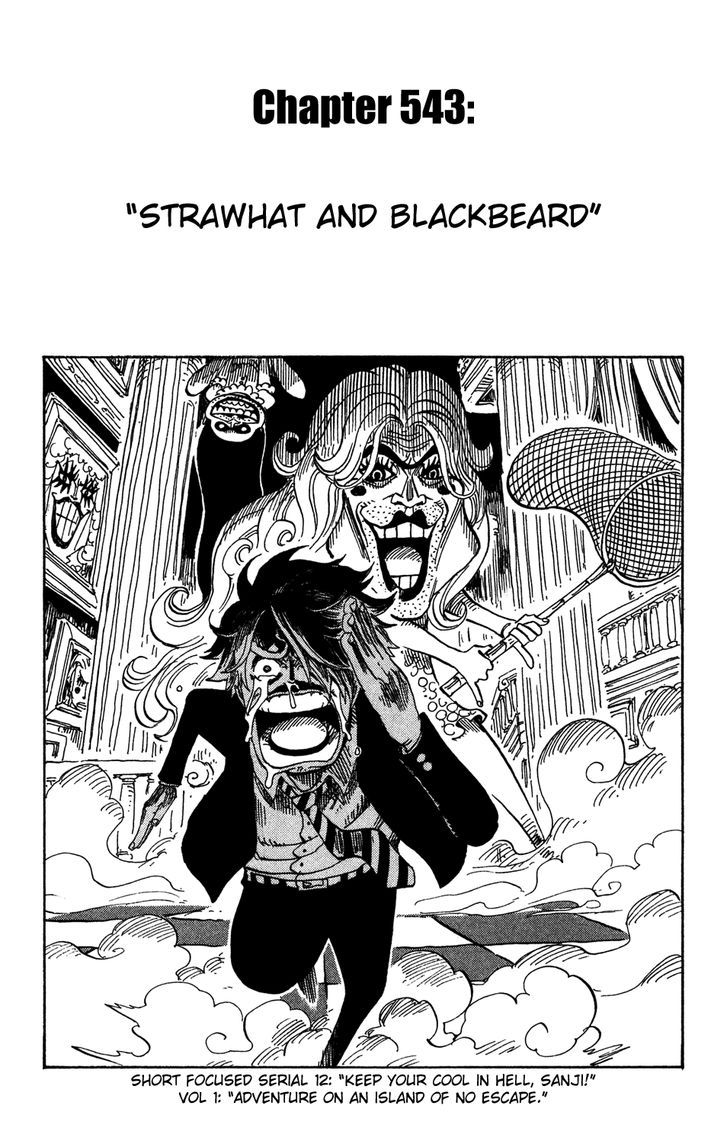 Chapter 543:
"STRAWHAT AND BLACKBEARD"
SHORT FOCUSED SERIAL 12: "KEEP YOUR COOL IN HELL, SANJI!"
VOL 1: "ADVENTURE ON AN ISLAND OF NO ESCAPE."